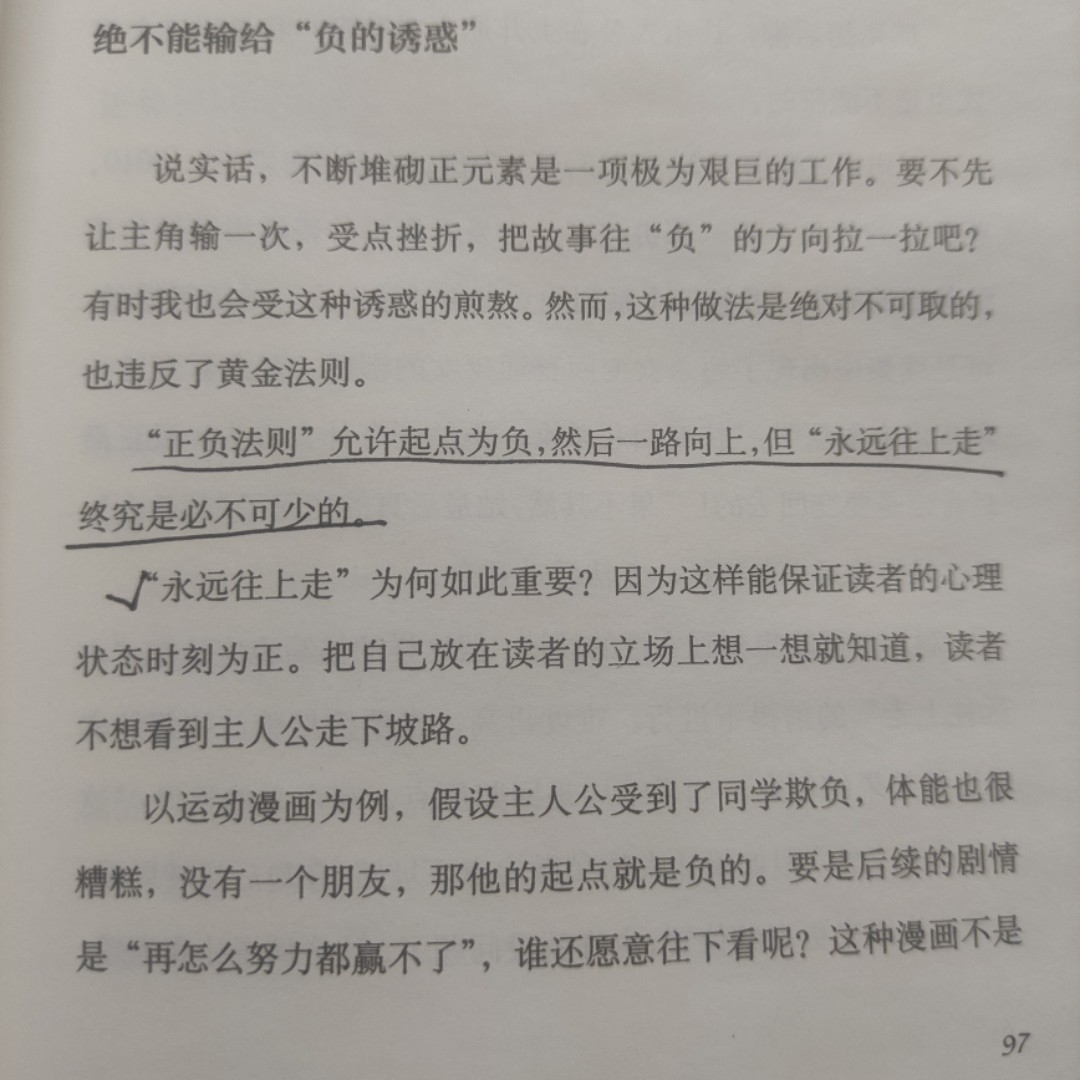 绝不能输给“负的诱惑”
说实话，不断堆砌正元素是一项极为艰巨的工作。要不先
让主角输一次，受点挫折，把故事往“负”的方向拉一拉吧？
有时我也会受这种诱惑的煎熬。然而，这种做法是绝对不可取的，
也违反了黄金法则。
“正负法则”允许起点为负，然后一路向上，但“永远往上走”
终究是必不可少的。
“永远往上走”为何如此重要？因为这样能保证读者的心理
状态时刻为正。把自己放在读者的立场上想一想就知道，读者
不想看到主人公走下坡路。
以运动漫画为例，假设主人公受到了同学欺负，体能也很
糟糕，没有一个朋友，那他的起点就是负的。要是后续的剧情
是“再怎么努力都赢不了”，谁还愿意往下看呢？这种漫画不是
97